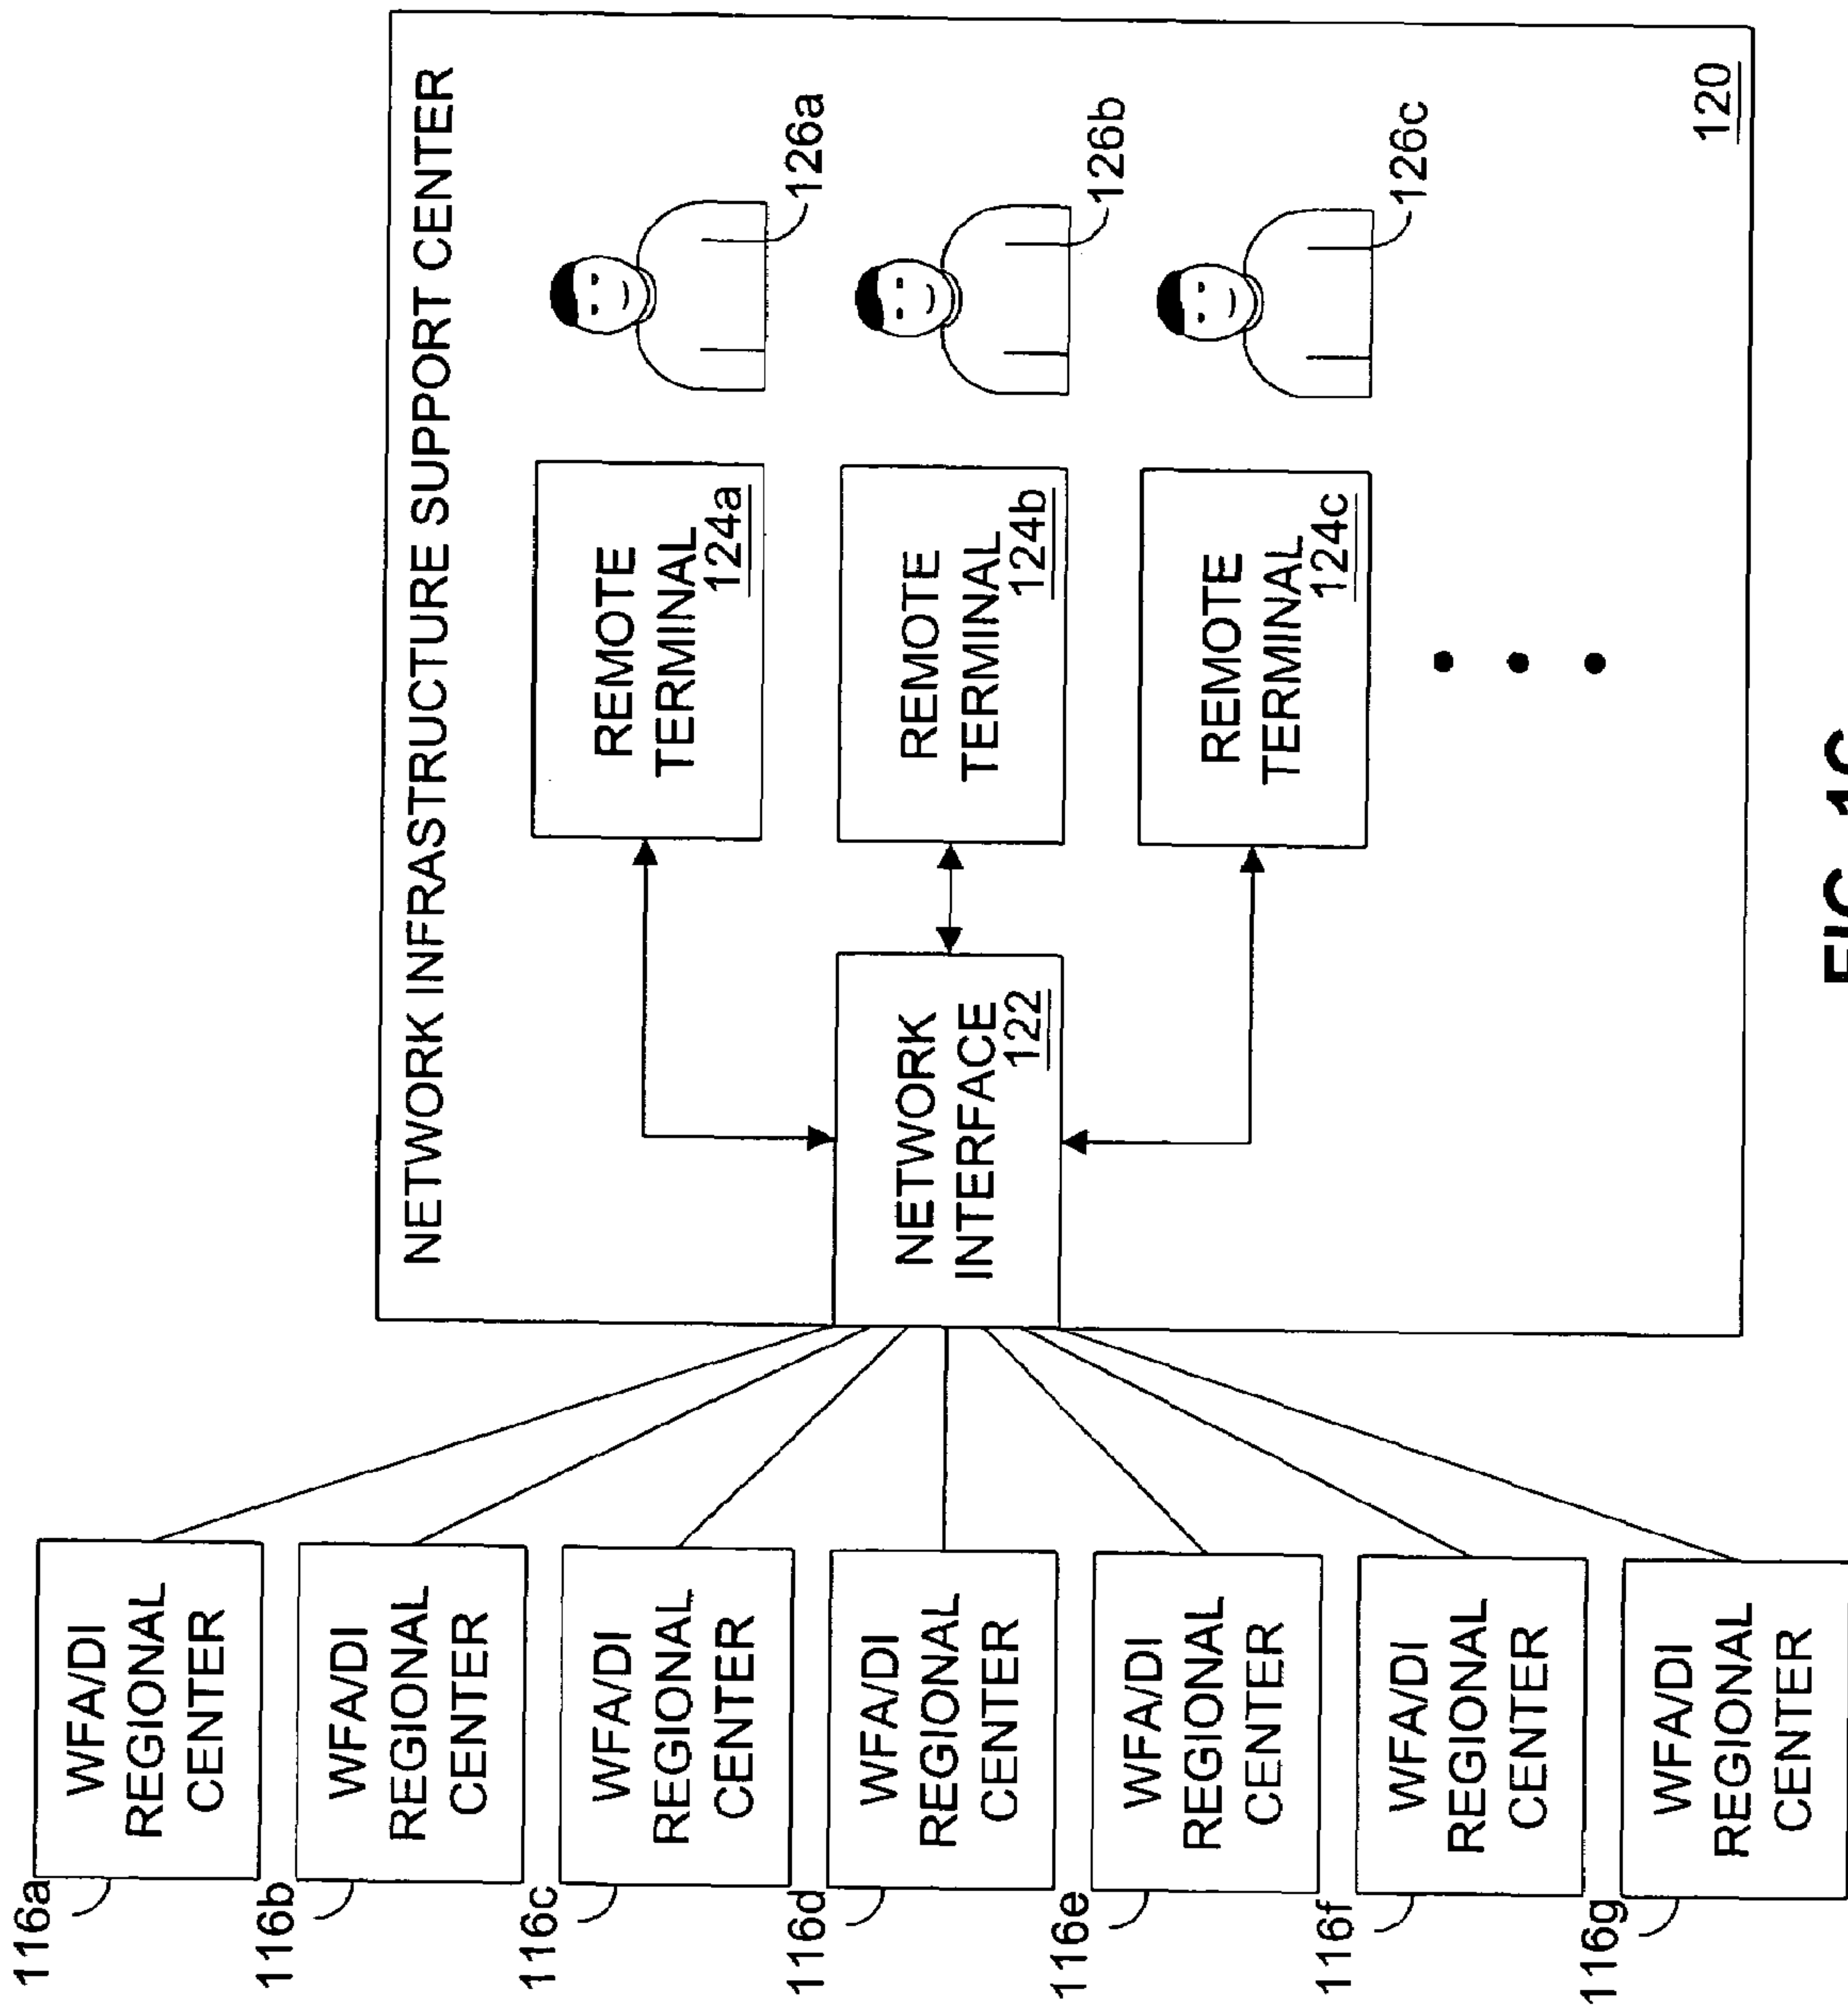 116a
WFA/DI
REGIONAL
CENTER
116b
WFA/DI
REGIONAL
CENTER
116c
WFA/DI
REGIONAL
CENTER
116d
WFA/DI
REGIONAL
CENTER
116e
WFA/DI
REGIONAL
CENTER
116f
WFA/DI
REGIONAL
CENTER
116g
WFA/DI
REGIONAL
CENTER
NETWORK INFRASTRUCTURE SUPPORT CENTER
NETWORK
INTERFACE
122
REMOTE
TERMINAL
124a
126a
REMOTE
TERMINAL
124b
126b
REMOTE
TERMINAL
124c
126c
120